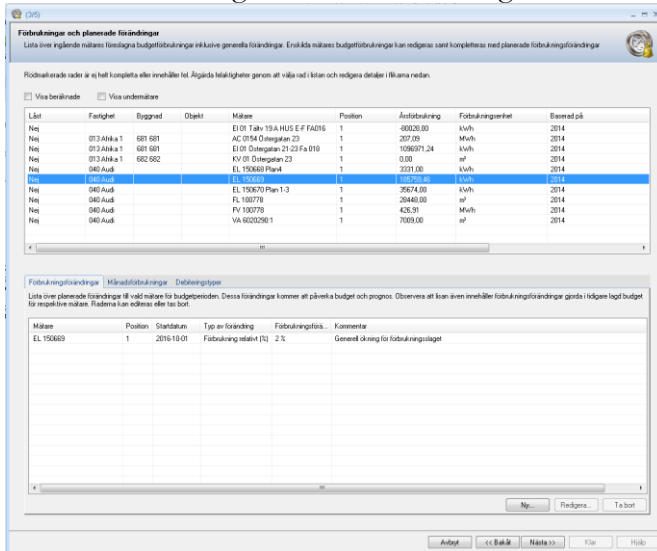 (3/5)
Förbrukningar och planerade förändringar
Lista över ingående mätares föreslagna budgetförbrukningar inklusive generella förändringar. Enskilda mätares budgetförbrukningar kan redigeras samt kompletteras med planerade förbrukningsförändringar
Rödmarkerade rader är ej helt kompletta eller innehåller fel. Åtgärda felaktigheter genom att välja rad i listan och redigera detaljer i flikarna nedan.
Visa beräknade Visa undermätare
Låst Fastighet Byggnad Objekt Mätare Position Årsförbrukning Förbrukningsenhet Baserad på
Nej El 01 Tältv 19 A HUS E-F FA016 1 -80028,00 kWh 2014
Nej 013 Afrika 1 681 681 AC 0154 Östergatan 23 1 207,09 MWh 2014
Nej 013 Afrika 1 681 681 El 01 Östergatan 21-23 Fa 018 1 1096971,24 kWh 2014
Nej 013 Afrika 1 682 682 KV 01 Östergatan 23 1 0,00 m³ 2014
Nej 040 Audi EL 150668 Plan4 1 3331,00 kWh 2014
Nej 040 Audi EL 150669 1 185759,46 kWh 2014
Nej 040 Audi EL 150670 Plan 1-3 1 35674,00 kWh 2014
Nej 040 Audi FL 100778 1 28448,00 m³ 2014
Nej 040 Audi FV 100778 1 426,91 MWh 2014
Nej 040 Audi VA 6020290:1 1 7009,00 m³ 2014
Förbrukningsförändringar Månadsförbrukningar Debiteringstyper
Lista över planerade förändringar till vald mätare för budgetperioden. Dessa förändringar kommer att påverka budget och prognos. Observera att lisan även innehåller förbrukningsförändringar gjorda i tidigare lagd budget
för respektive mätare. Raderna kan editeras eller tas bort.
Mätare Position Startdatum Typ av förändring Förbrukningsförä... Kommentar
EL 150669 1 2016-10-01 Förbrukning relativt (%) 2 % Generell ökning för förbrukningsslaget
Ny... Redigera... Ta bort
Avbryt << Bakåt Nästa >> Klar Hjälp